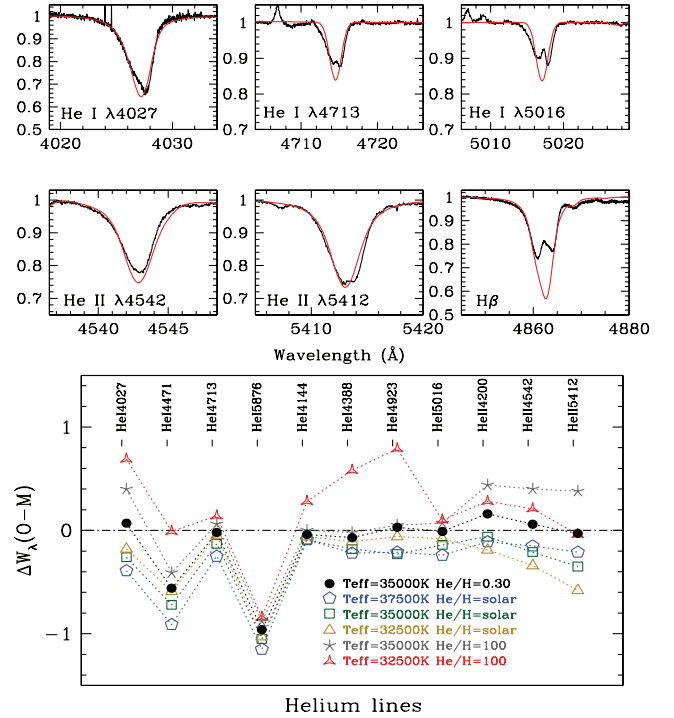 1
0.9
0.8
0.7
0.6
0.5
He I λ4027
4020
4030
1
0.9
0.8
0.7
He I λ4713
4710
4720
1
0.9
0.8
0.7
He I λ5016
5010
5020
1
0.9
0.8
0.7
He II λ4542
4540
4545
1
0.9
0.8
0.7
He II λ5412
5410
5420
1
0.9
0.8
0.7
0.6
0.5
Hβ
4860
4880
Wavelength (Å)
HeI4027
HeI4471
HeI4713
HeI5876
HeI4144
HeI4388
HeI4923
HeI5016
HeII4200
HeII4542
HeII5412
ΔWλ(O−M)
1
0
−1
Teff=35000K He/H=0.30
Teff=37500K He/H=solar
Teff=35000K He/H=solar
Teff=32500K He/H=solar
Teff=35000K He/H=100
Teff=32500K He/H=100
Helium lines